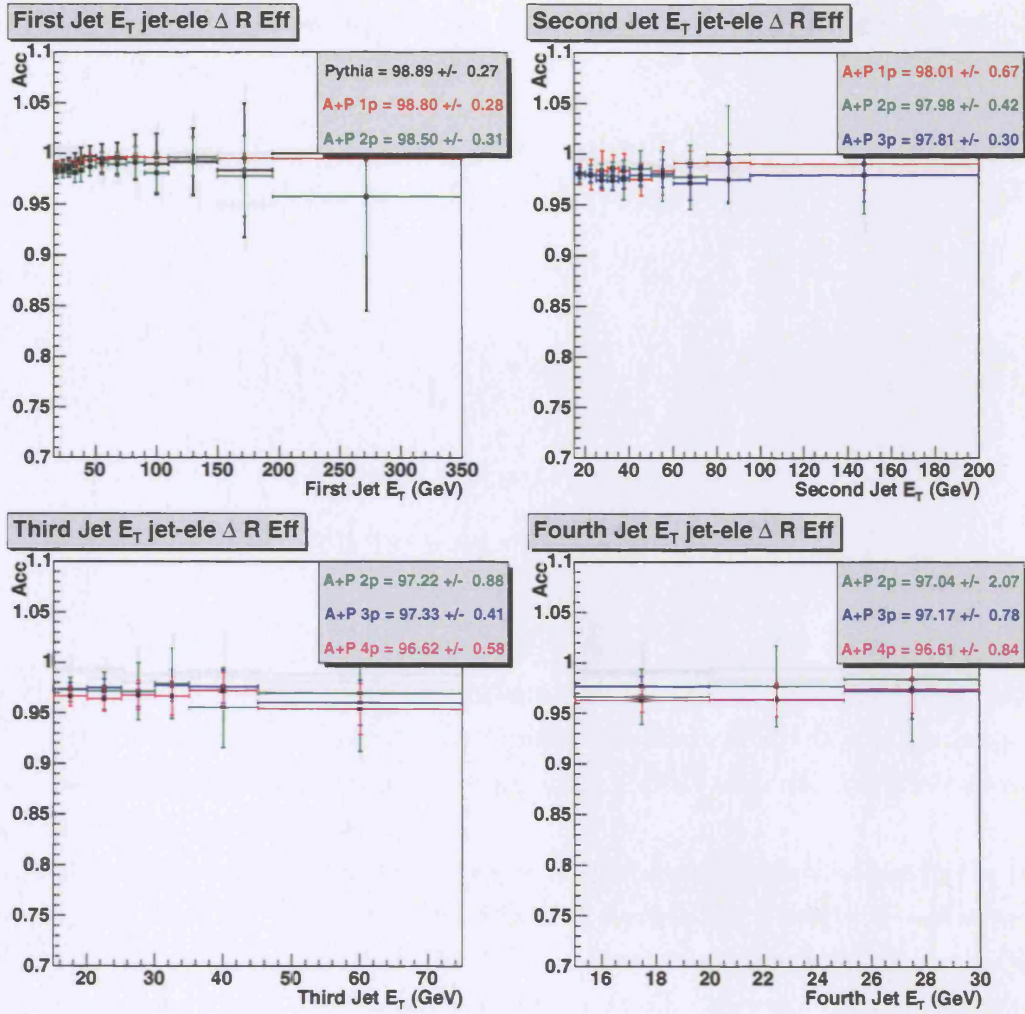 First Jet E_T jet-ele Δ R Eff
Acc
1.1
1.05
1
0.95
0.9
0.85
0.8
0.75
0.7
Pythia = 98.89 +/- 0.27
A+P 1p = 98.80 +/- 0.28
A+P 2p = 98.50 +/- 0.31
50 100 150 200 250 300 350
First Jet E_T (GeV)
Second Jet E_T jet-ele Δ R Eff
Acc
1.1
1.05
1
0.95
0.9
0.85
0.8
0.75
0.7
A+P 1p = 98.01 +/- 0.67
A+P 2p = 97.98 +/- 0.42
A+P 3p = 97.81 +/- 0.30
20 40 60 80 100 120 140 160 180 200
Second Jet E_T (GeV)
Third Jet E_T jet-ele Δ R Eff
Acc
1.1
1.05
1
0.95
0.9
0.85
0.8
0.75
0.7
A+P 2p = 97.22 +/- 0.88
A+P 3p = 97.33 +/- 0.41
A+P 4p = 96.62 +/- 0.58
20 30 40 50 60 70
Third Jet E_T (GeV)
Fourth Jet E_T jet-ele Δ R Eff
Acc
1.1
1.05
1
0.95
0.9
0.85
0.8
0.75
0.7
A+P 2p = 97.04 +/- 2.07
A+P 3p = 97.17 +/- 0.78
A+P 4p = 96.61 +/- 0.84
16 18 20 22 24 26 28 30
Fourth Jet E_T (GeV)